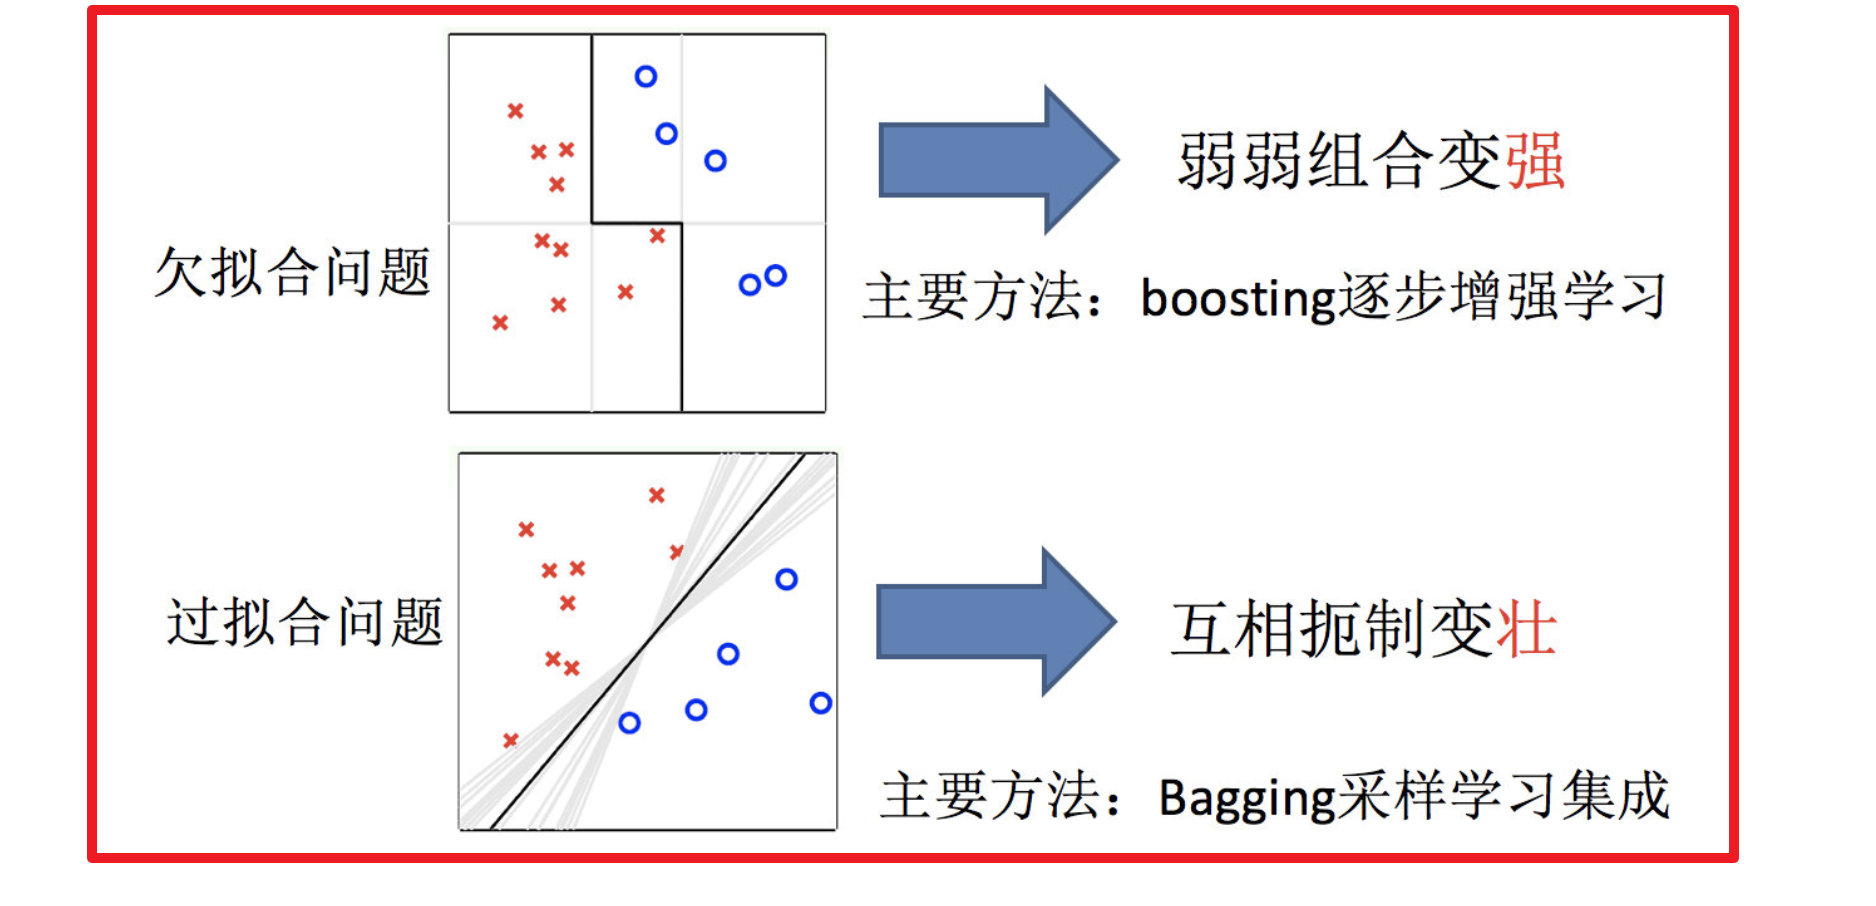 弱弱组合变强
欠拟合问题
主要方法：boosting逐步增强学习
过拟合问题
互相扼制变壮
主要方法：Bagging采样学习集成